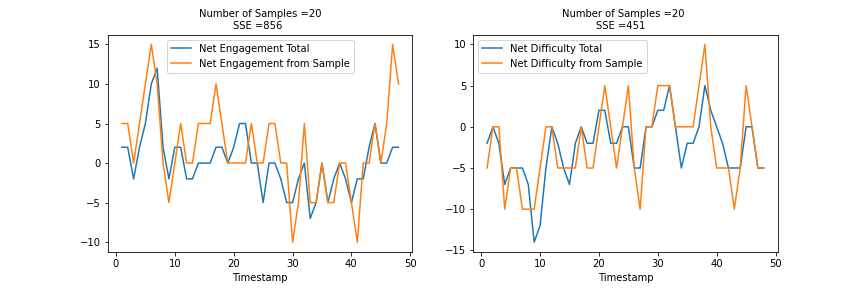 Number of Samples =20
SSE =856
Net Engagement Total
Net Engagement from Sample
15
10
5
0
−5
−10
0
10
20
30
40
50
Timestamp
Number of Samples =20
SSE =451
Net Difficulty Total
Net Difficulty from Sample
10
5
0
−5
−10
−15
0
10
20
30
40
50
Timestamp